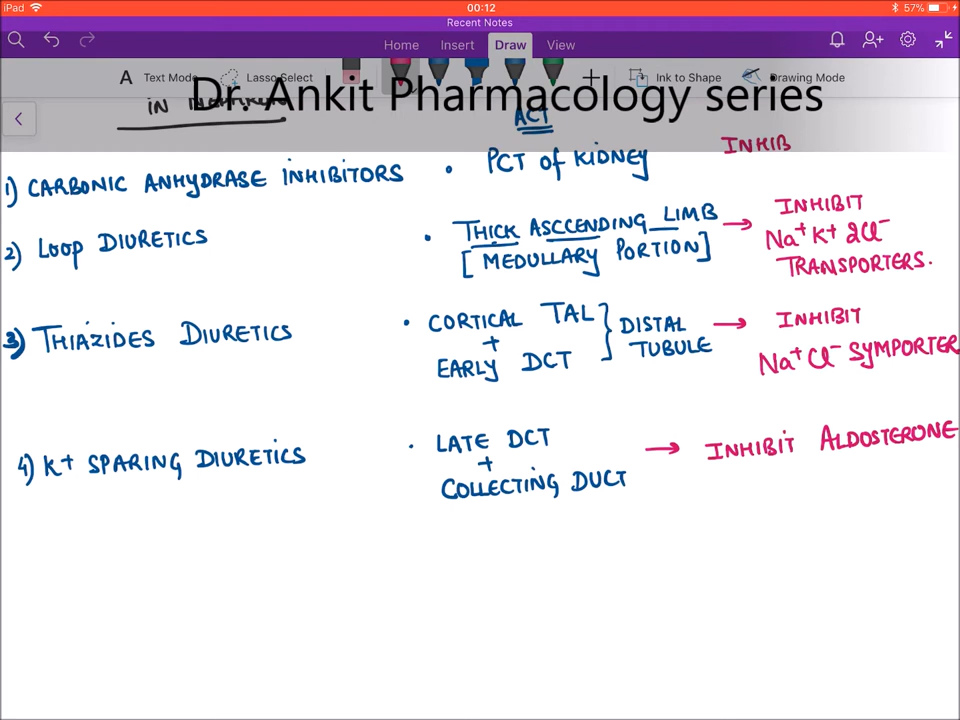 iPad 00:12 57%
Recent Notes
Home Insert Draw View
A Text Mode Lasso Select Ink to Shape Drawing Mode
Dr. Ankit Pharmacology series
IN
ACT
1) CARBONIC ANHYDRASE INHIBITORS • PCT of KIDNEY INHIB
2) LOOP DIURETICS • THICK ASCCENDING LIMB → INHIBIT
[MEDULLARY PORTION] Na+ K+ 2Cl-
TRANSPORTERS.
3) THIAZIDES DIURETICS • CORTICAL TAL } DISTAL → INHIBIT
+ TUBULE Na+ Cl- SYMPORTER
EARLY DCT
4) K+ SPARING DIURETICS • LATE DCT → INHIBIT ALDOSTERONE
+
COLLECTING DUCT